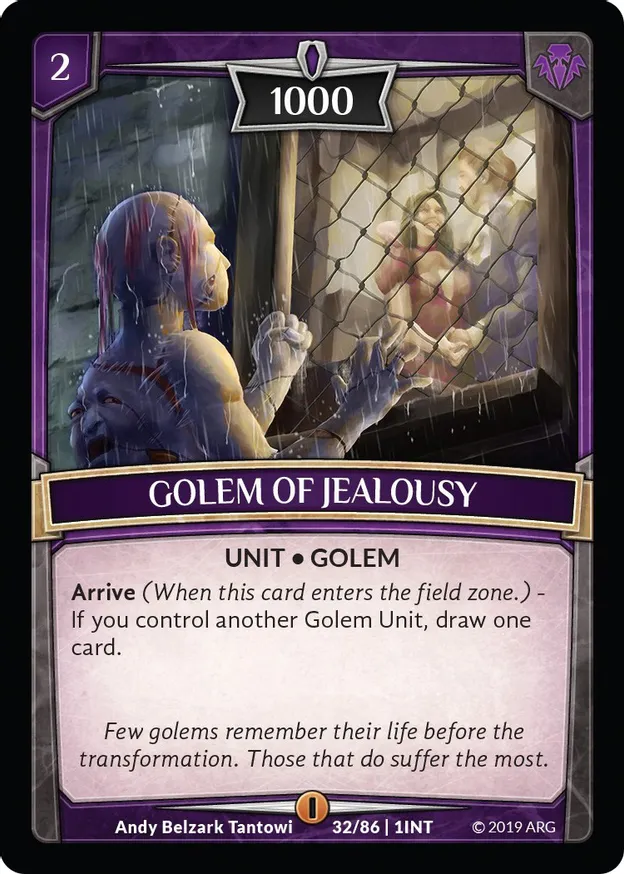 2
1000
GOLEM OF JEALOUSY
UNIT • GOLEM
Arrive (When this card enters the field zone.) -
If you control another Golem Unit, draw one
card.
Few golems remember their life before the
transformation. Those that do suffer the most.
I
Andy Belzark Tantowi 32/86 | 1INT © 2019 ARG